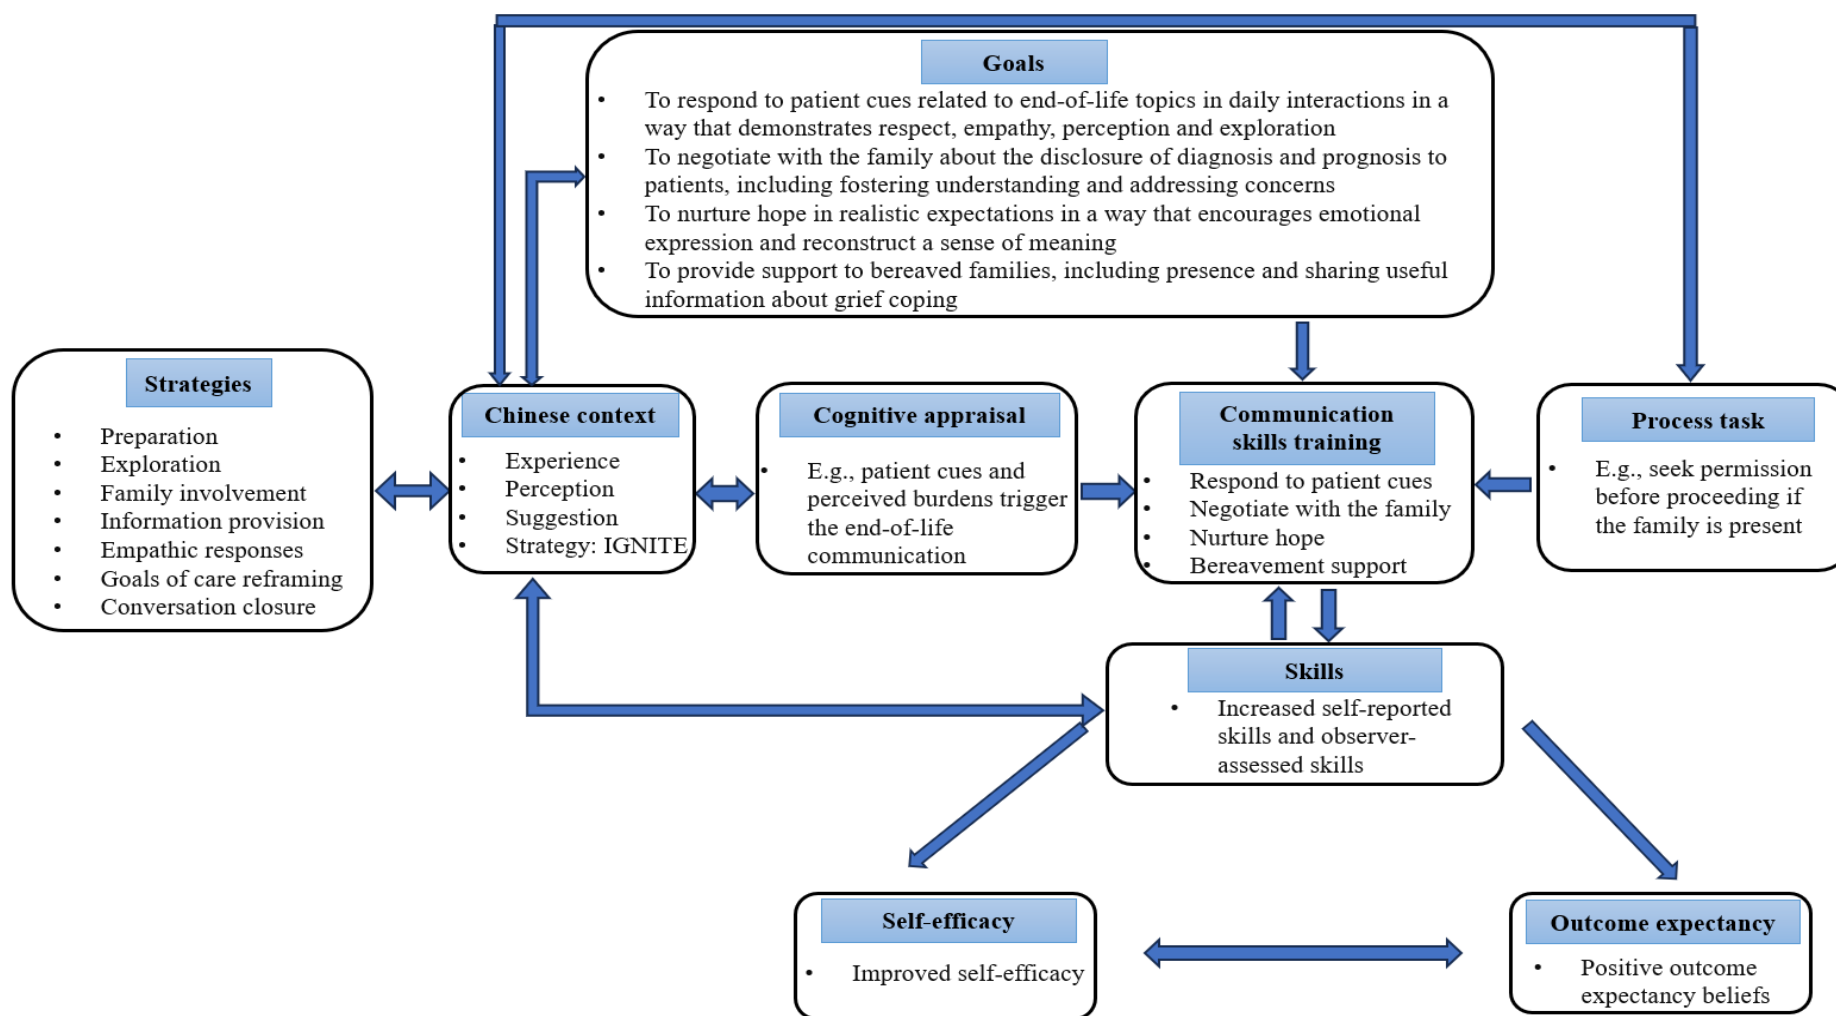 Goals
• To respond to patient cues related to end-of-life topics in daily interactions in a
way that demonstrates respect, empathy, perception and exploration
• To negotiate with the family about the disclosure of diagnosis and prognosis to
patients, including fostering understanding and addressing concerns
• To nurture hope in realistic expectations in a way that encourages emotional
expression and reconstruct a sense of meaning
• To provide support to bereaved families, including presence and sharing useful
information about grief coping
Strategies
• Preparation
• Exploration
• Family involvement
• Information provision
• Empathic responses
• Goals of care reframing
• Conversation closure
Chinese context
• Experience
• Perception
• Suggestion
• Strategy: IGNITE
Cognitive appraisal
• E.g., patient cues and
perceived burdens trigger
the end-of-life
communication
Communication
skills training
• Respond to patient cues
• Negotiate with the family
• Nurture hope
• Bereavement support
Process task
• E.g., seek permission
before proceeding if
the family is present
Skills
• Increased self-reported
skills and observer-
assessed skills
Self-efficacy
• Improved self-efficacy
Outcome expectancy
• Positive outcome
expectancy beliefs